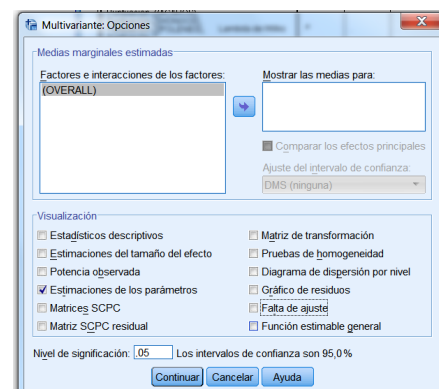 Multivariante: Opciones
Medias marginales estimadas
Factores e interacciones de los factores:
(OVERALL)
Mostrar las medias para:
Comparar los efectos principales
Ajuste del intervalo de confianza:
DMS (ninguna)
Visualización
Estadísticos descriptivos
Matriz de transformación
Estimaciones del tamaño del efecto
Pruebas de homogeneidad
Potencia observada
Diagrama de dispersión por nivel
Estimaciones de los parámetros
Gráfico de residuos
Matrices SCPC
Falta de ajuste
Matriz SCPC residual
Función estimable general
Nivel de significación: .05 Los intervalos de confianza son 95,0%
Continuar Cancelar Ayuda